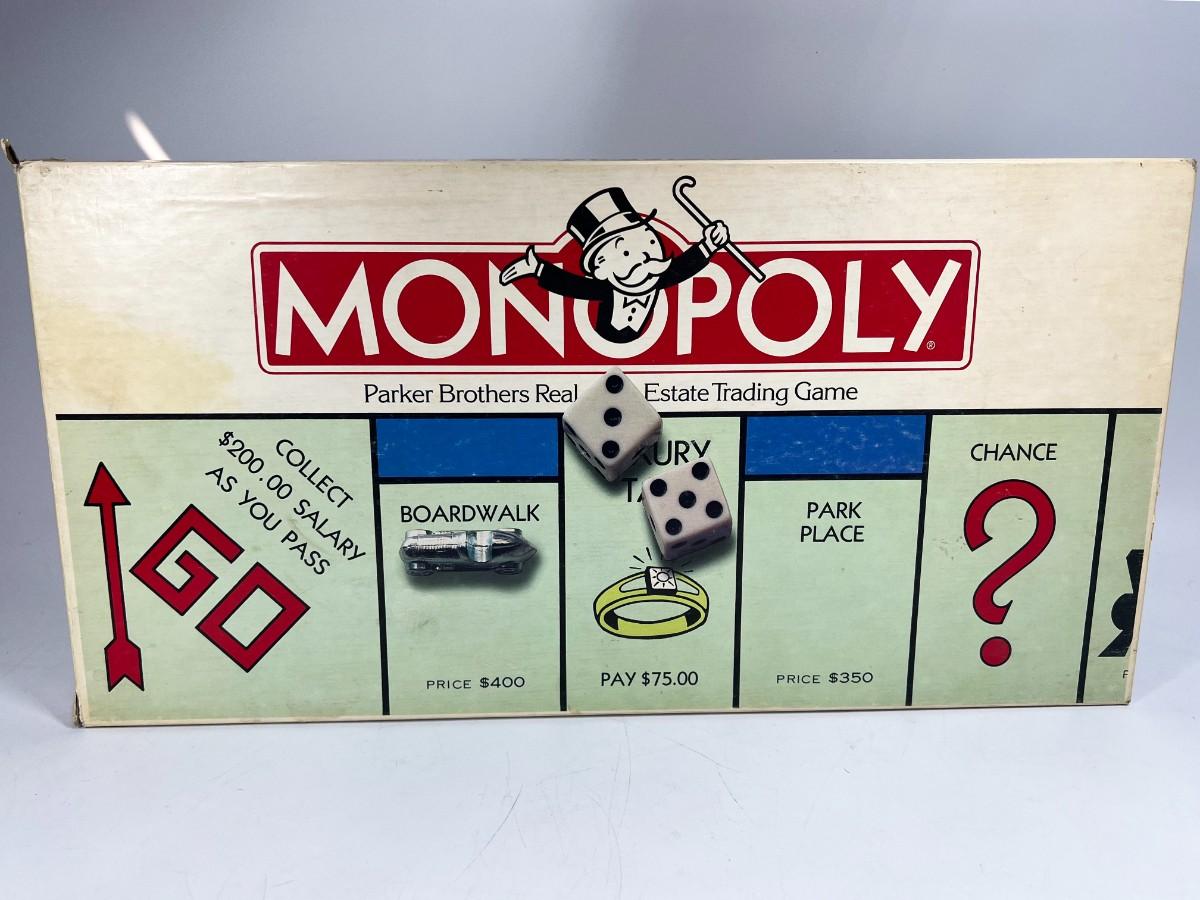 MONOPOLY®
Parker Brothers Real Estate Trading Game
COLLECT
$200.00 SALARY
AS YOU PASS
GO
BOARDWALK
PRICE $400
PAY $75.00
PARK
PLACE
PRICE $350
CHANCE